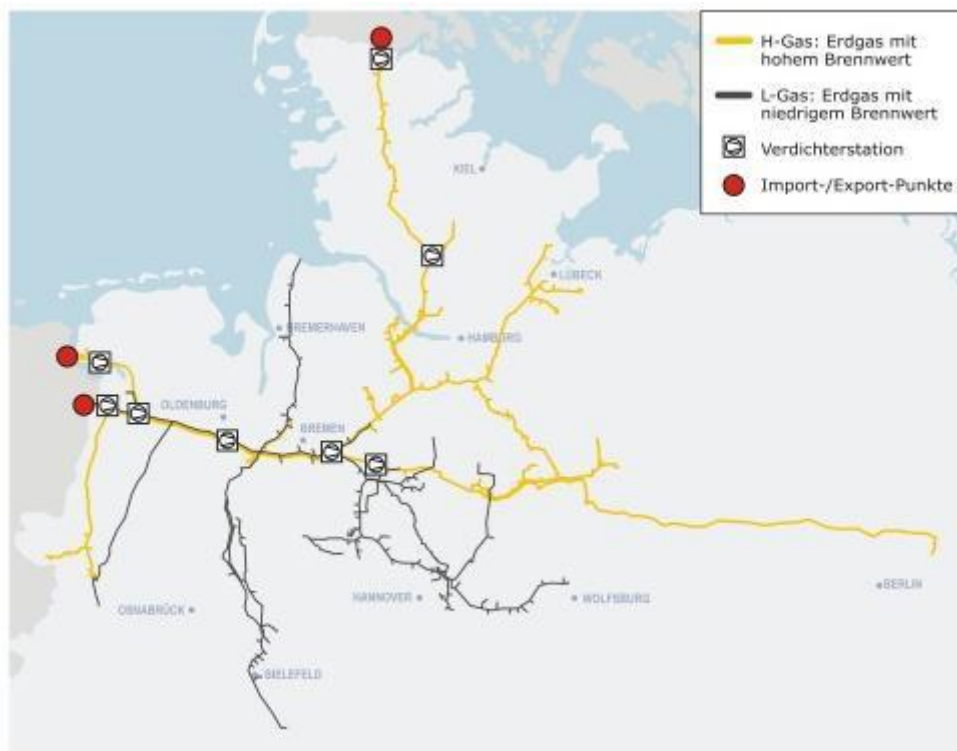 H-Gas: Erdgas mit
hohem Brennwert
L-Gas: Erdgas mit
niedrigem Brennwert
Verdichterstation
Import-/Export-Punkte
KIEL
LÜBECK
BREMERHAVEN
HAMBURG
OLDENBURG
BREMEN
BERLIN
OSNABRÜCK
HANNOVER
WOLFSBURG
BIELEFELD